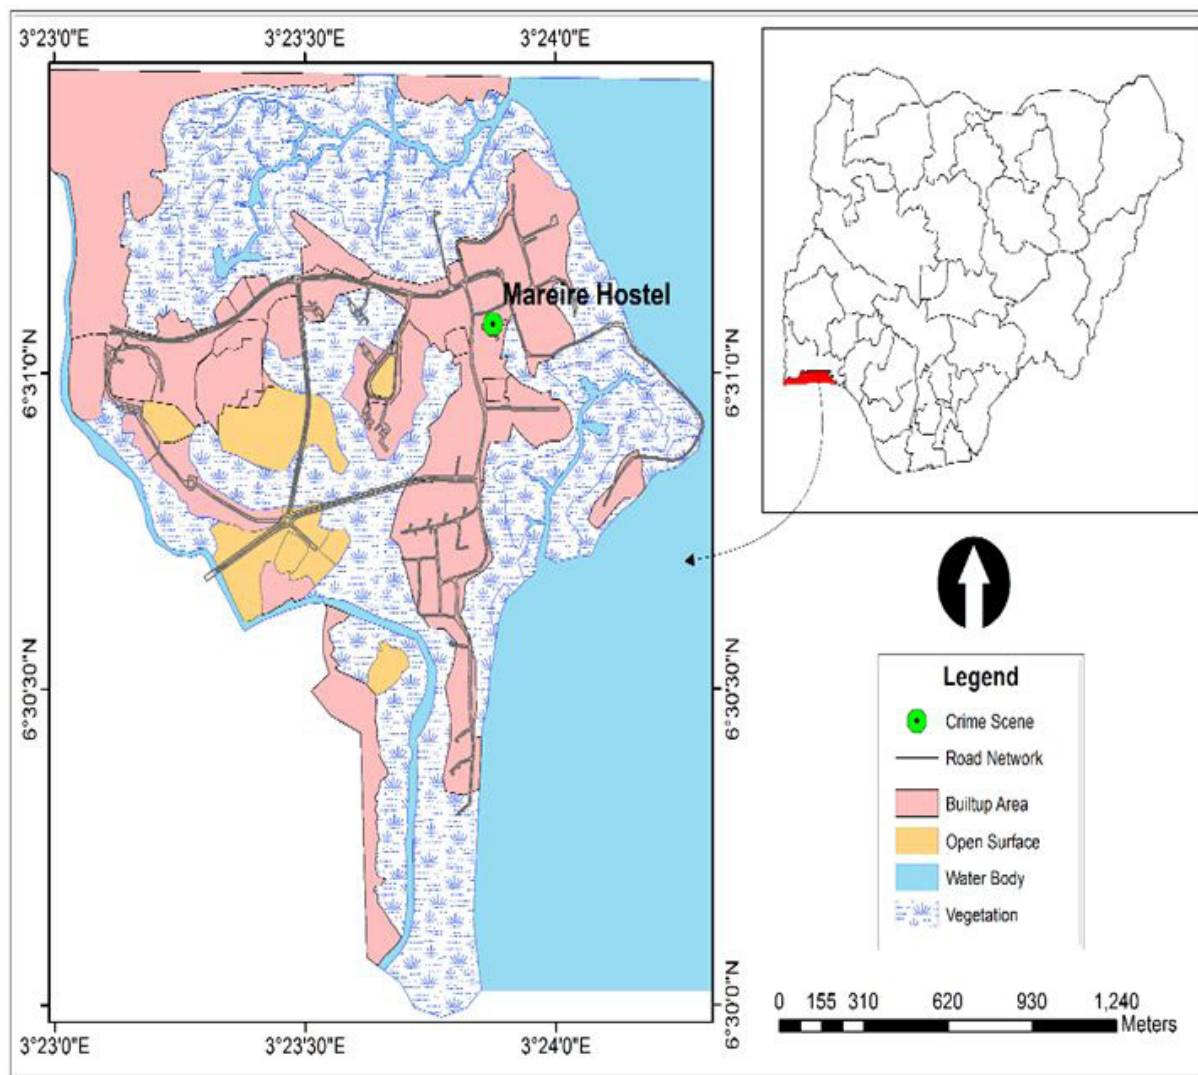 3°23'0"E 3°23'30"E 3°24'0"E
Mareire Hostel
6°31'0"N 6°31'0"N
6°30'30"N 6°30'30"N
6°30'0"N
3°23'0"E 3°23'30"E 3°24'0"E
Legend
Crime Scene
Road Network
Builtup Area
Open Surface
Water Body
Vegetation
0 155 310 620 930 1,240
Meters